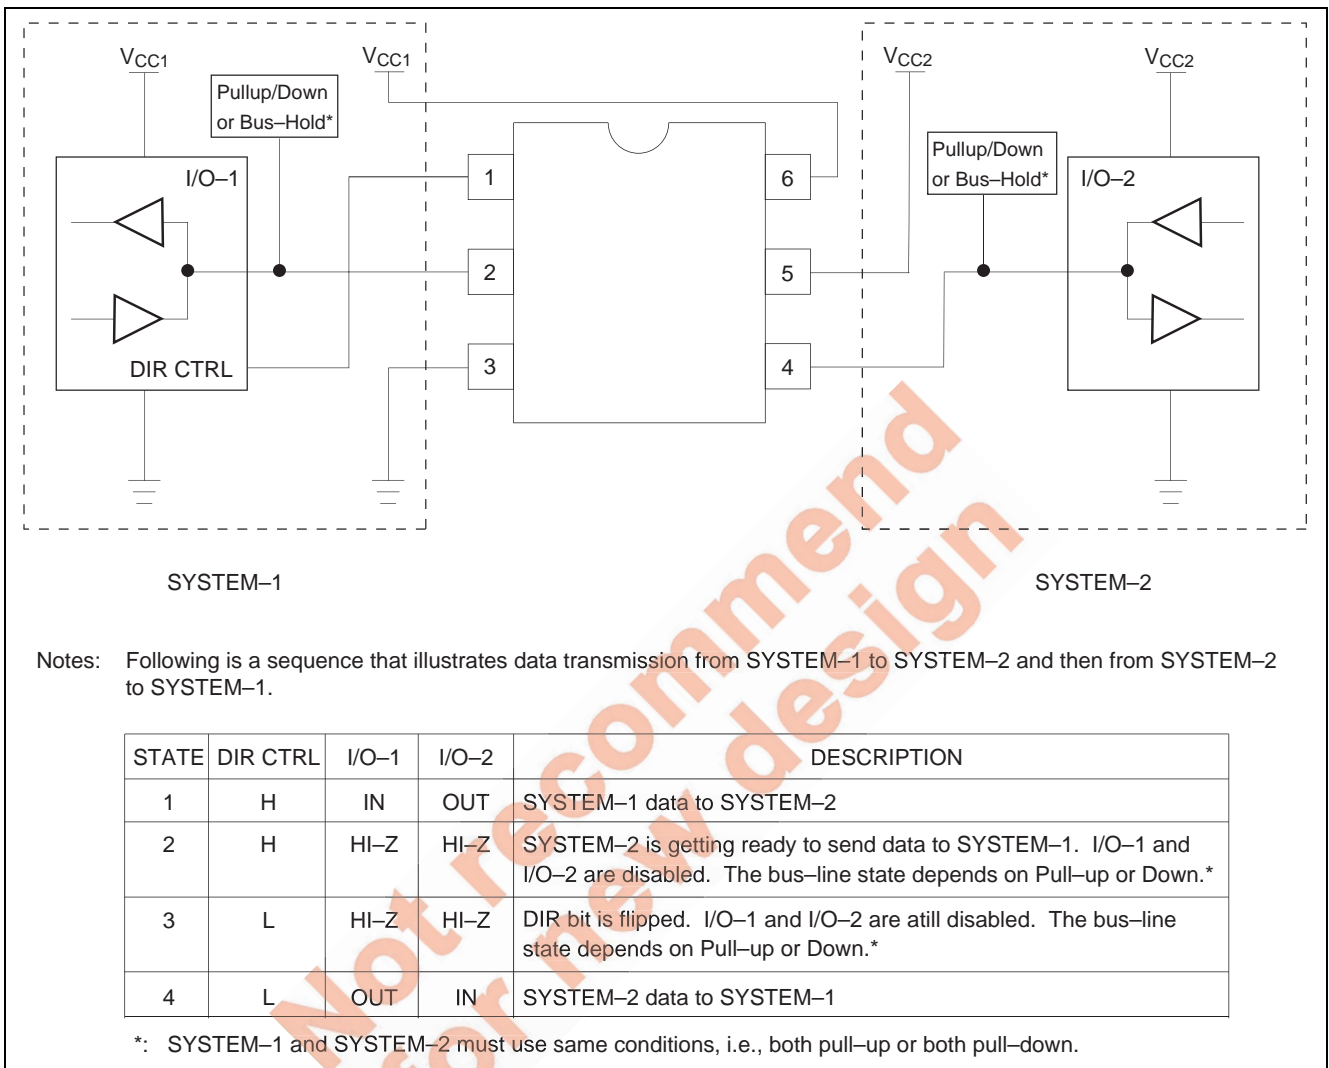 VCC1
VCC1
VCC2
VCC2
Pullup/Down
or Bus–Hold*
Pullup/Down
or Bus–Hold*
I/O–1
1
6
I/O–2
2
5
DIR CTRL
3
4
SYSTEM–1
SYSTEM–2
Notes: Following is a sequence that illustrates data transmission from SYSTEM–1 to SYSTEM–2 and then from SYSTEM–2
to SYSTEM–1.
STATE DIR CTRL I/O–1 I/O–2 DESCRIPTION
1 H IN OUT SYSTEM–1 data to SYSTEM–2
2 H HI–Z HI–Z SYSTEM–2 is getting ready to send data to SYSTEM–1. I/O–1 and
I/O–2 are disabled. The bus–line state depends on Pull–up or Down.*
3 L HI–Z HI–Z DIR bit is flipped. I/O–1 and I/O–2 are atill disabled. The bus–line
state depends on Pull–up or Down.*
4 L OUT IN SYSTEM–2 data to SYSTEM–1
*: SYSTEM–1 and SYSTEM–2 must use same conditions, i.e., both pull–up or both pull–down.
Not recommend
for new design